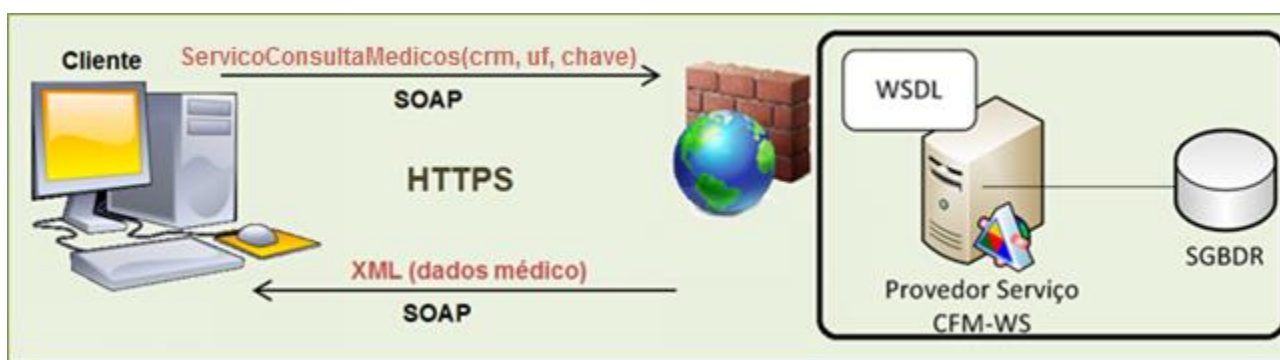 Cliente
ServicoConsultaMedicos(crm, uf, chave)
SOAP
HTTPS
XML (dados médico)
SOAP
WSDL
Provedor Serviço
CFM-WS
SGBDR